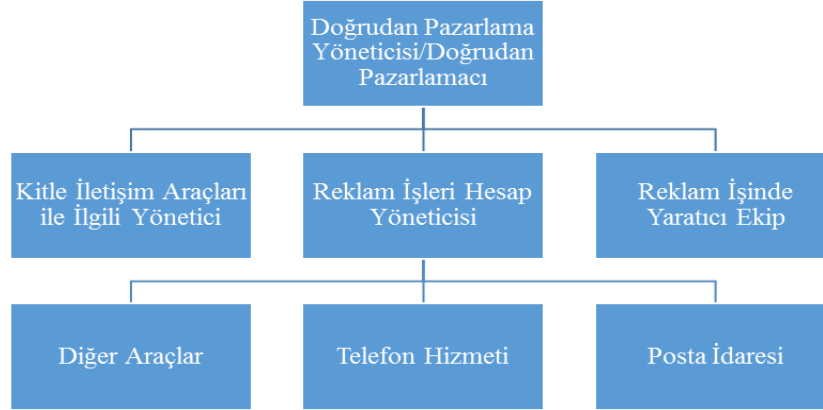 Doğrudan Pazarlama
Yöneticisi/Doğrudan
Pazarlamacı
Kitle İletişim Araçları
ile İlgili Yönetici
Reklam İşleri Hesap
Yöneticisi
Reklam İşinde
Yaratıcı Ekip
Diğer Araçlar
Telefon Hizmeti
Posta İdaresi